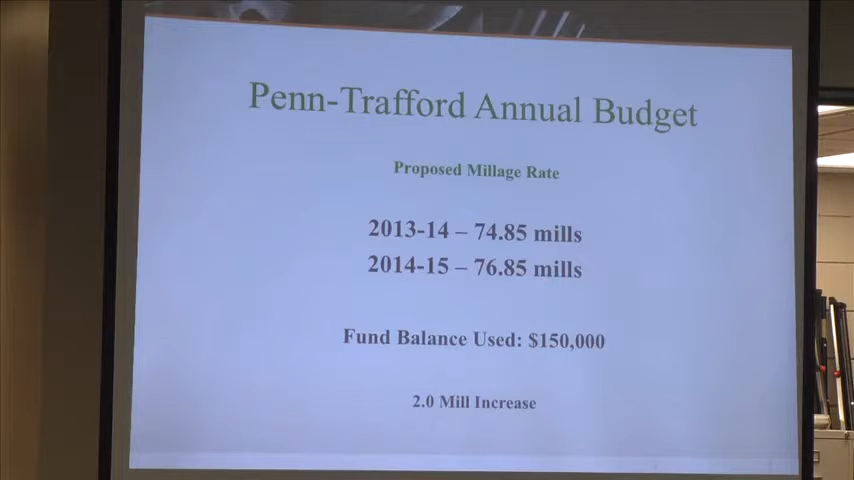 Penn-Trafford Annual Budget
Proposed Millage Rate
2013-14 – 74.85 mills
2014-15 – 76.85 mills
Fund Balance Used: $150,000
2.0 Mill Increase